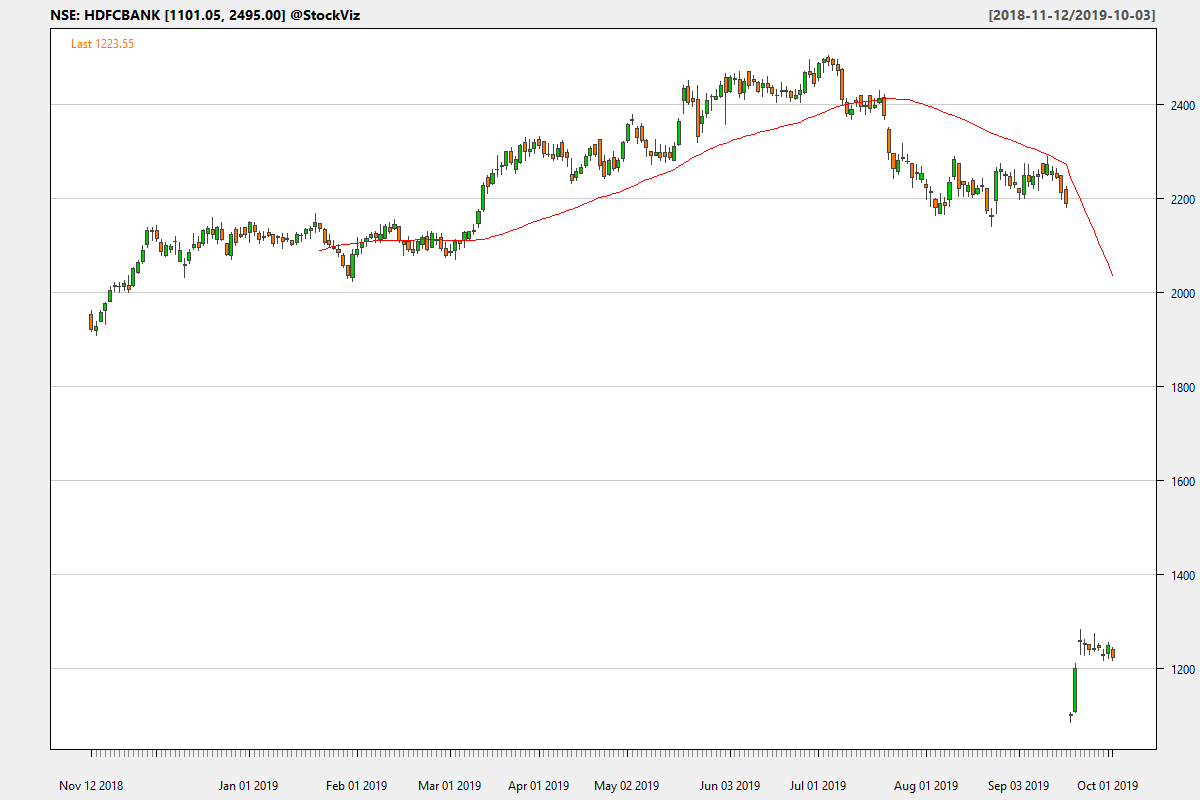 NSE: HDFCBANK [1101.05, 2495.00] @StockViz
[2018-11-12/2019-10-03]
Last 1223.55
2400
2200
2000
1800
1600
1400
1200
Nov 12 2018
Jan 01 2019
Feb 01 2019
Mar 01 2019
Apr 01 2019
May 02 2019
Jun 03 2019
Jul 01 2019
Aug 01 2019
Sep 03 2019
Oct 01 2019